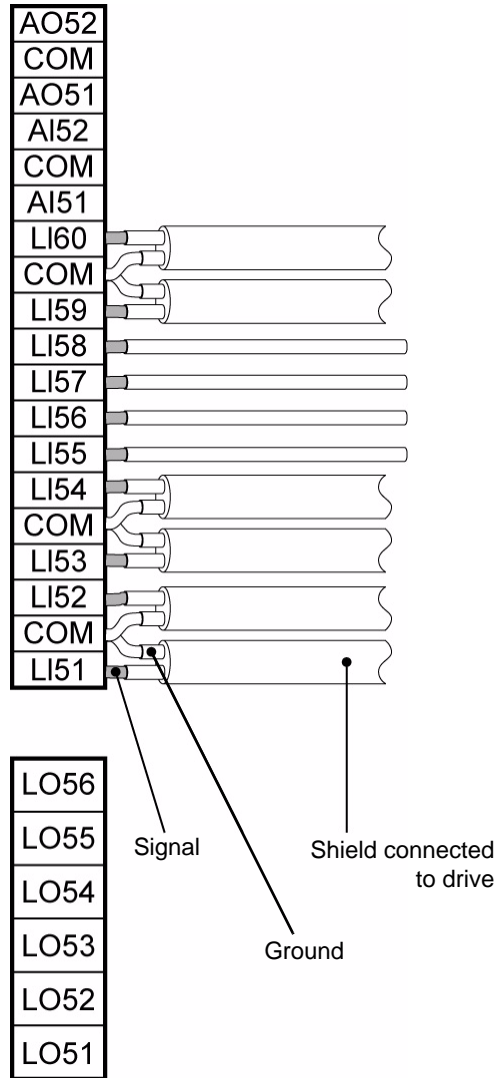 AO52
COM
AO51
AI52
COM
AI51
LI60
COM
LI59
LI58
LI57
LI56
LI55
LI54
COM
LI53
LI52
COM
LI51
LO56
LO55
LO54
LO53
LO52
LO51
Signal
Ground
Shield connected
to drive